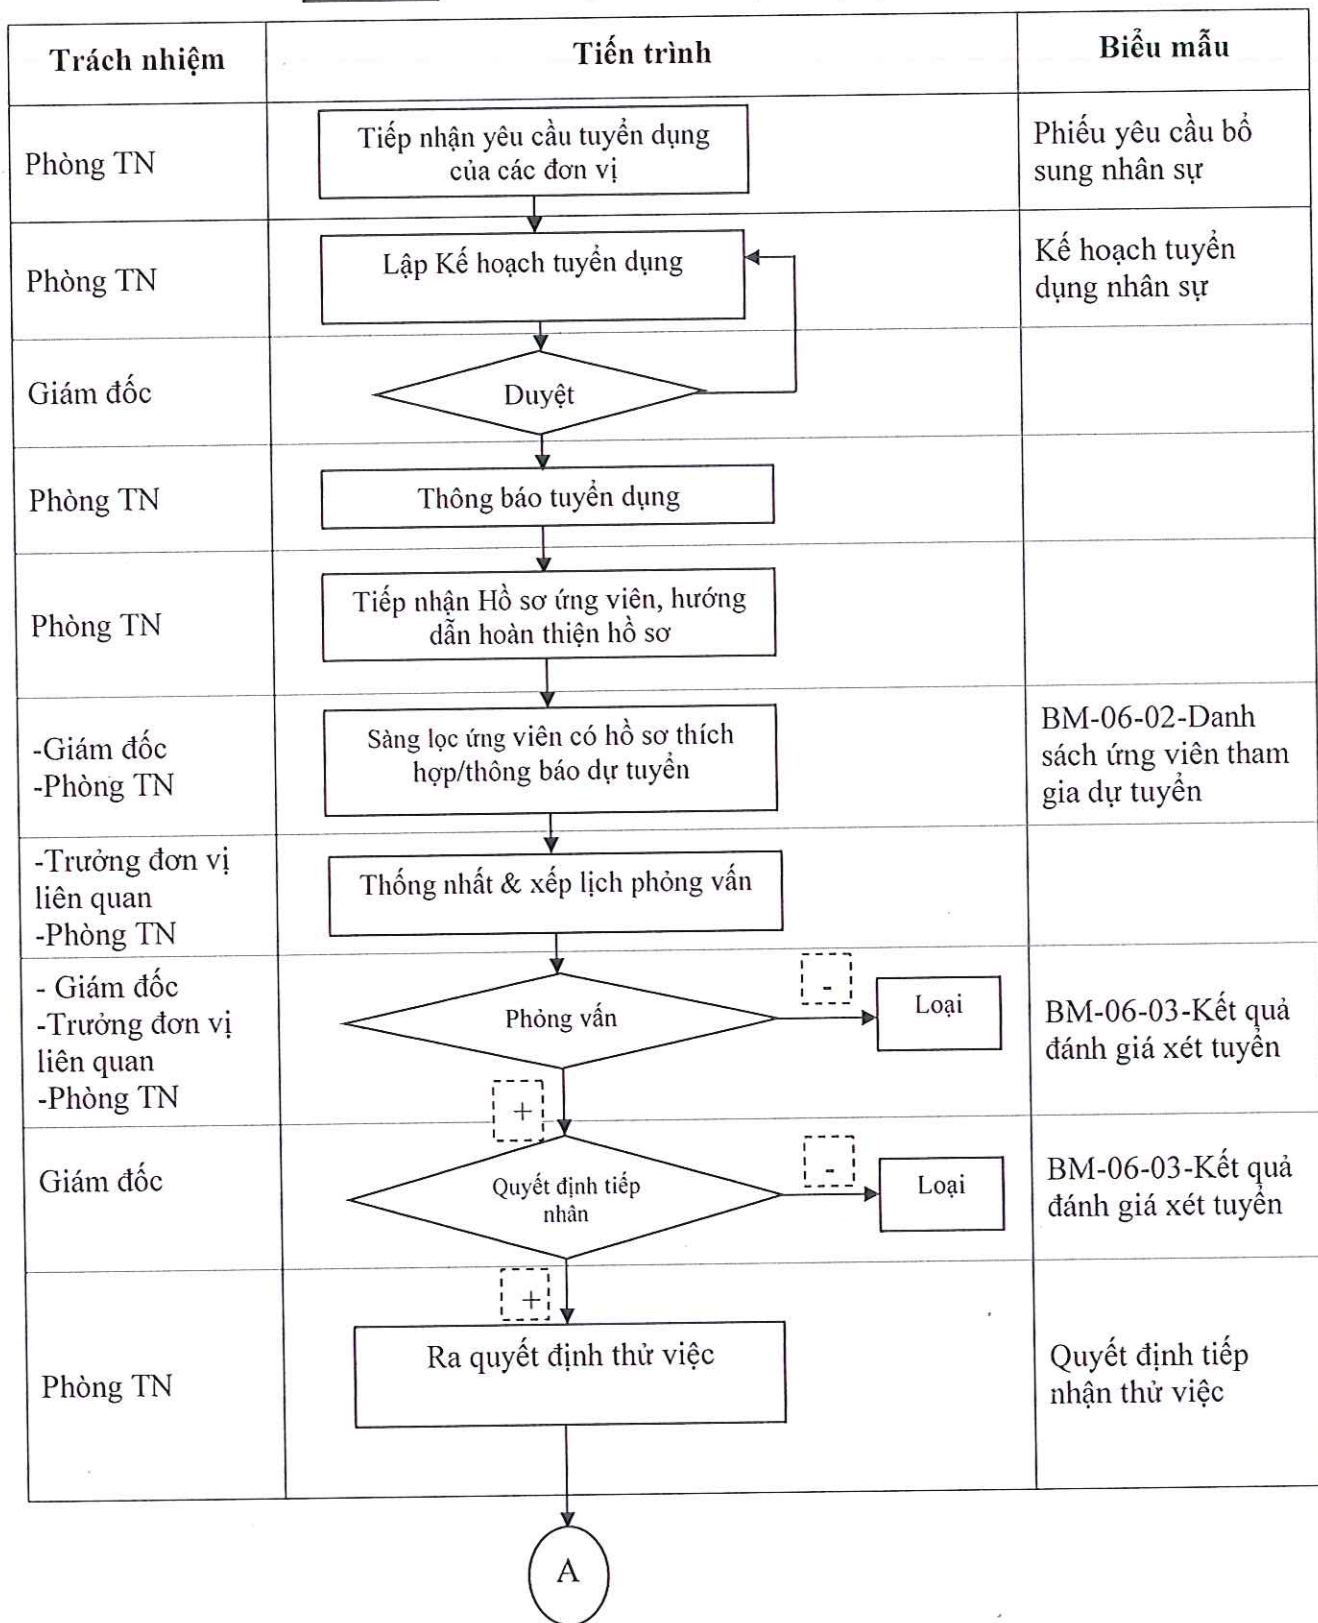 Trách nhiệm
Tiến trình
Biểu mẫu
Phòng TN
Tiếp nhận yêu cầu tuyển dụng
của các đơn vị
Phiếu yêu cầu bổ
sung nhân sự
Phòng TN
Lập Kế hoạch tuyển dụng
Kế hoạch tuyển
dụng nhân sự
Giám đốc
Duyệt
Phòng TN
Thông báo tuyển dụng
Phòng TN
Tiếp nhận Hồ sơ ứng viên, hướng
dẫn hoàn thiện hồ sơ
-Giám đốc
-Phòng TN
Sàng lọc ứng viên có hồ sơ thích
hợp/thông báo dự tuyển
BM-06-02-Danh
sách ứng viên tham
gia dự tuyển
-Trưởng đơn vị
liên quan
-Phòng TN
Thống nhất & xếp lịch phỏng vấn
- Giám đốc
-Trưởng đơn vị
liên quan
-Phòng TN
Phỏng vấn
-
Loại
+
BM-06-03-Kết quả
đánh giá xét tuyển
Giám đốc
Quyết định tiếp
nhân
-
Loại
+
BM-06-03-Kết quả
đánh giá xét tuyển
Phòng TN
Ra quyết định thử việc
Quyết định tiếp
nhận thử việc
A